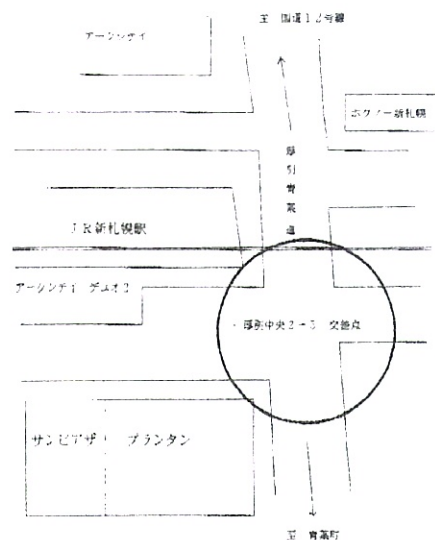 至 国道12号線
アーシンティ
ホクノー新札幌
厚別青葉通
JR新札幌駅
アーシンティ デュオ2
・厚別中央2-5 交差点
サンピアザ
プランタン
至 青葉町